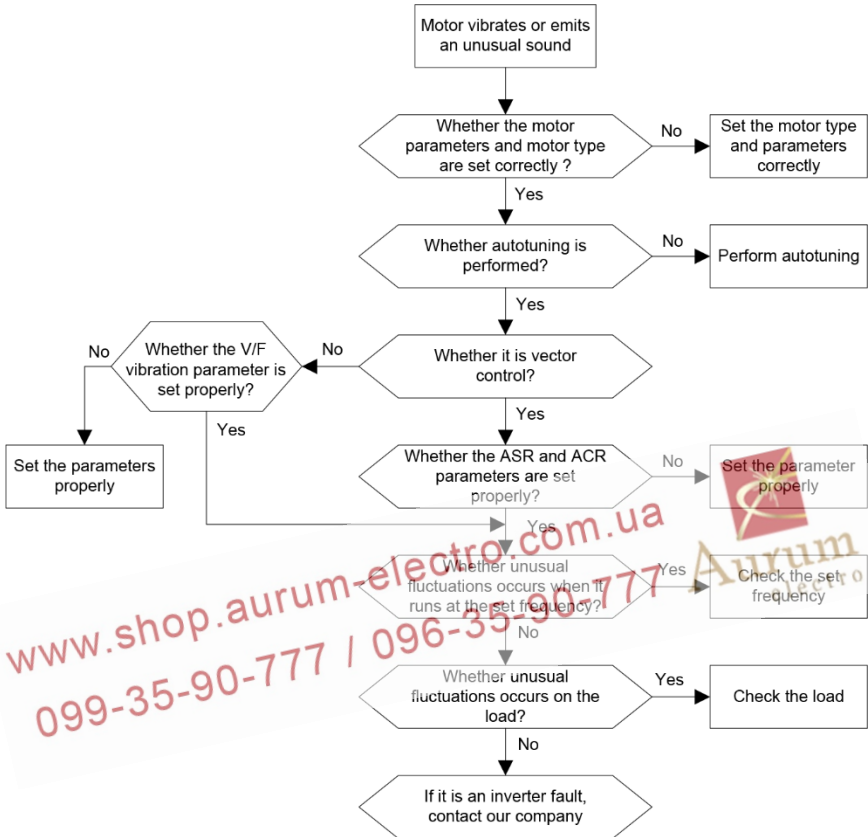 Motor vibrates or emits
an unusual sound
Whether the motor
parameters and motor type
are set correctly ?
No
Set the motor type
and parameters
correctly
Yes
Whether autotuning is
performed?
No
Perform autotuning
Yes
Whether it is vector
control?
No
Whether the V/F
vibration parameter is
set properly?
No
Set the parameters
properly
Yes
Yes
Whether the ASR and ACR
parameters are set
properly?
No
Set the parameter
properly
Yes
Whether unusual
fluctuations occurs when it
runs at the set frequency?
Yes
Check the set
frequency
No
Whether unusual
fluctuations occurs on the
load?
Yes
Check the load
No
If it is an inverter fault,
contact our company
www.shop.aurum-electro.com.ua
099-35-90-777 / 096-35-90-777
Aurum
electro